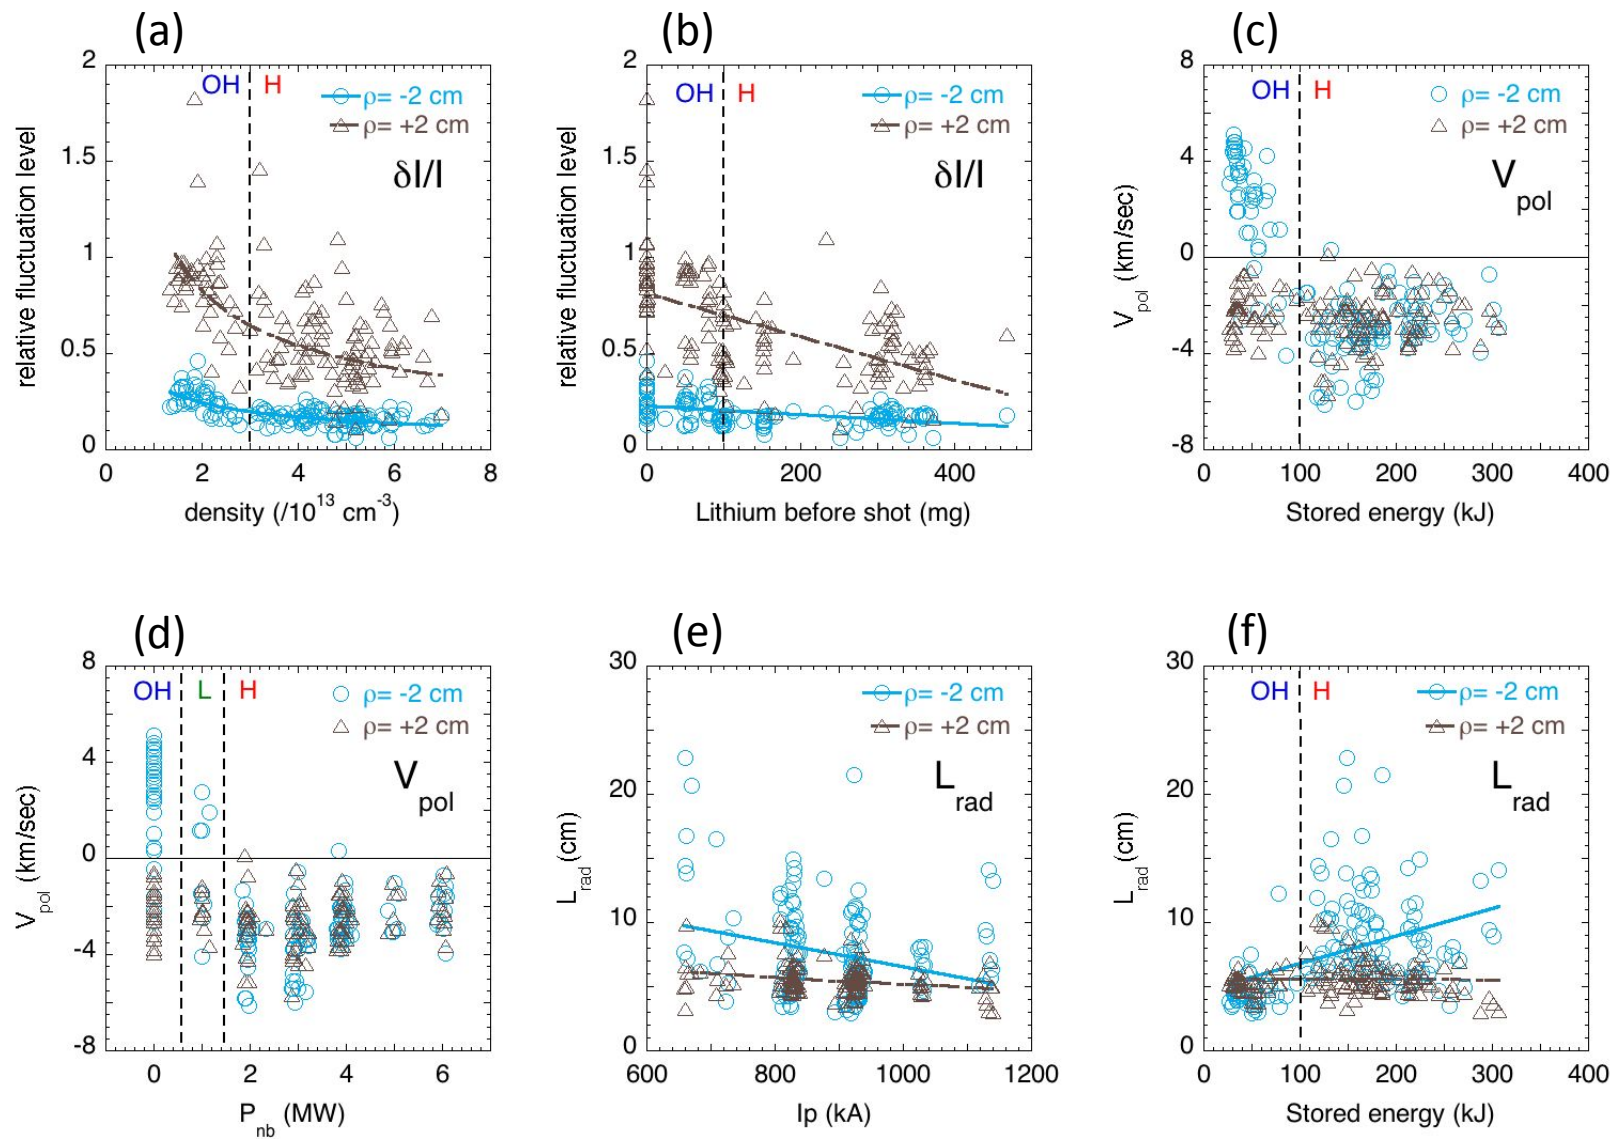 (a)
2
1.5
1
0.5
0
relative fluctuation level
OH H
ρ= -2 cm
ρ= +2 cm
δI/I
0 2 4 6 8
density (/10¹³ cm⁻³)
(b)
2
1.5
1
0.5
0
relative fluctuation level
OH H
ρ= -2 cm
ρ= +2 cm
δI/I
0 200 400
Lithium before shot (mg)
(c)
8
4
0
-4
-8
V_pol (km/sec)
OH H
ρ= -2 cm
ρ= +2 cm
V_pol
0 100 200 300 400
Stored energy (kJ)
(d)
8
4
0
-4
-8
V_pol (km/sec)
OH L H
ρ= -2 cm
ρ= +2 cm
V_pol
0 2 4 6
P_nb (MW)
(e)
30
20
10
0
L_rad (cm)
ρ= -2 cm
ρ= +2 cm
L_rad
600 800 1000 1200
Ip (kA)
(f)
30
20
10
0
L_rad (cm)
OH H
ρ= -2 cm
ρ= +2 cm
L_rad
0 100 200 300 400
Stored energy (kJ)